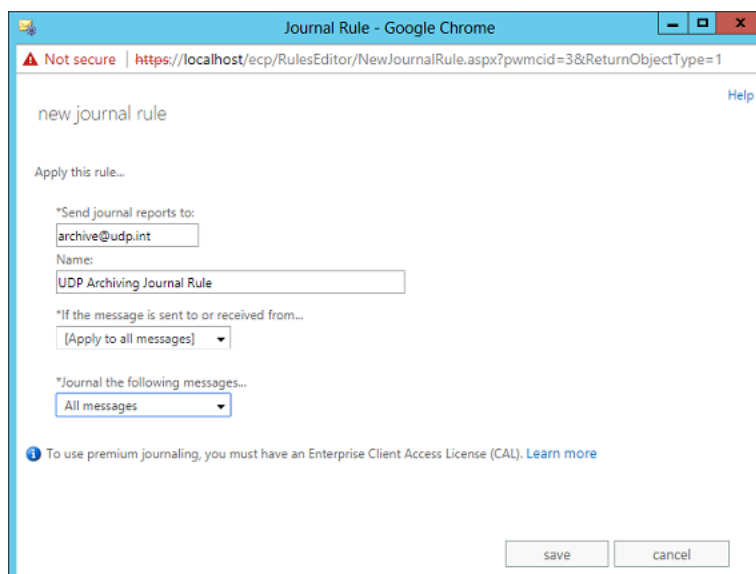 Journal Rule - Google Chrome
Not secure | https://localhost/ecp/RulesEditor/NewJournalRule.aspx?pwmcid=3&ReturnObjectType=1
Help
new journal rule
Apply this rule...
*Send journal reports to:
archive@udp.int
Name:
UDP Archiving Journal Rule
*If the message is sent to or received from...
[Apply to all messages]
*Journal the following messages...
All messages
To use premium journaling, you must have an Enterprise Client Access License (CAL). Learn more
save cancel